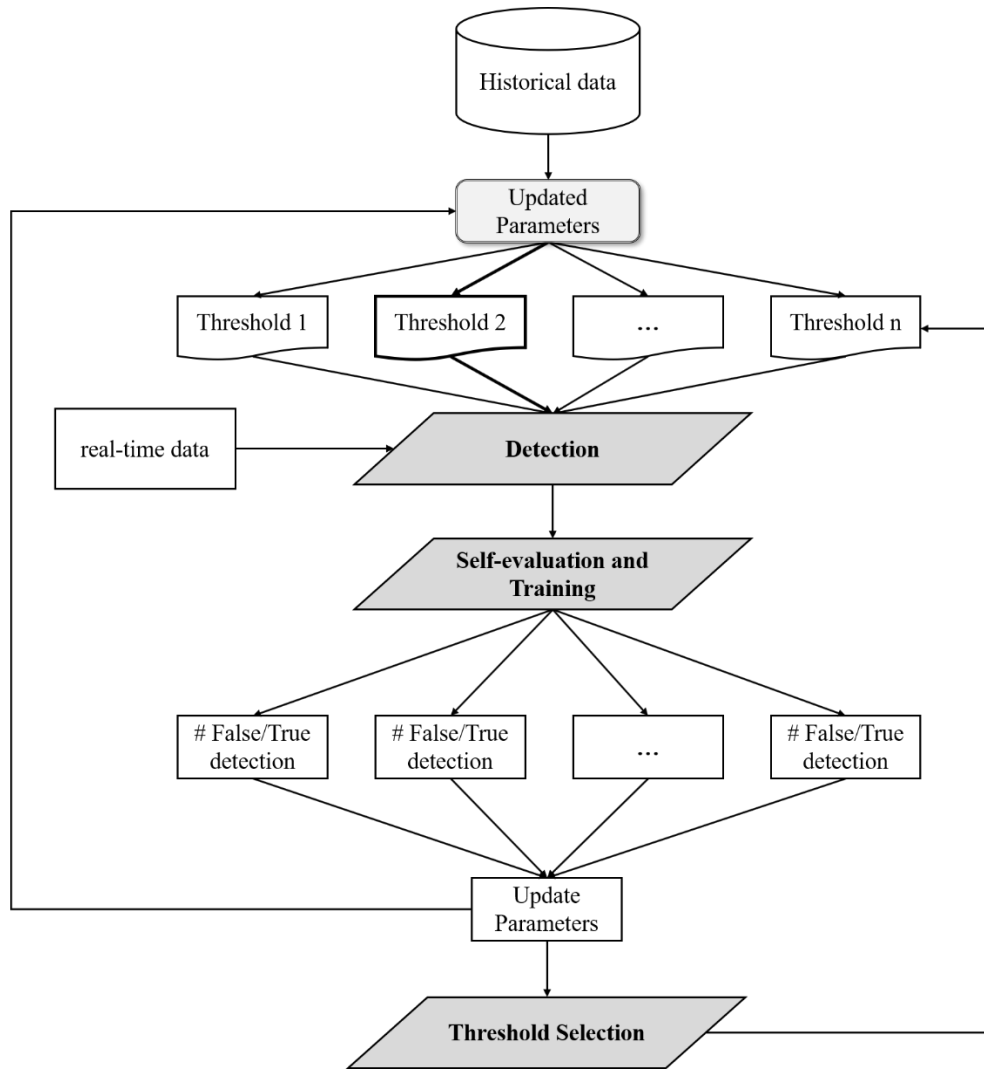 Historical data
Updated
Parameters
Threshold 1
Threshold 2
...
Threshold n
real-time data
Detection
Self-evaluation and
Training
# False/True
detection
# False/True
detection
...
# False/True
detection
Update
Parameters
Threshold Selection